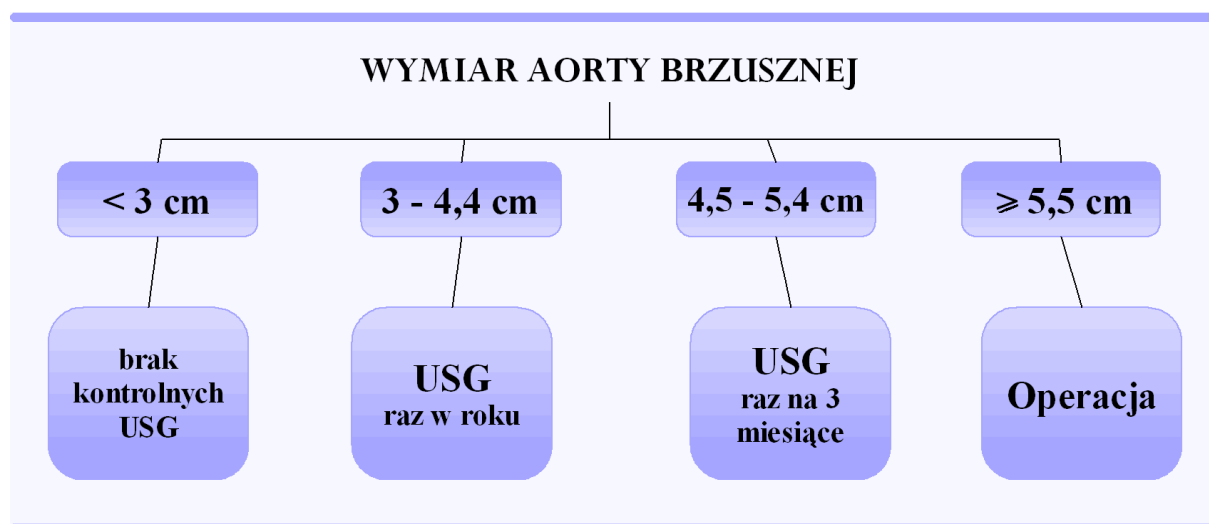 WYMIAR AORTY BRZUSZNEJ
< 3 cm
3 - 4,4 cm
4,5 - 5,4 cm
⩾ 5,5 cm
brak
kontrolnych
USG
USG
raz w roku
USG
raz na 3
miesiące
Operacja